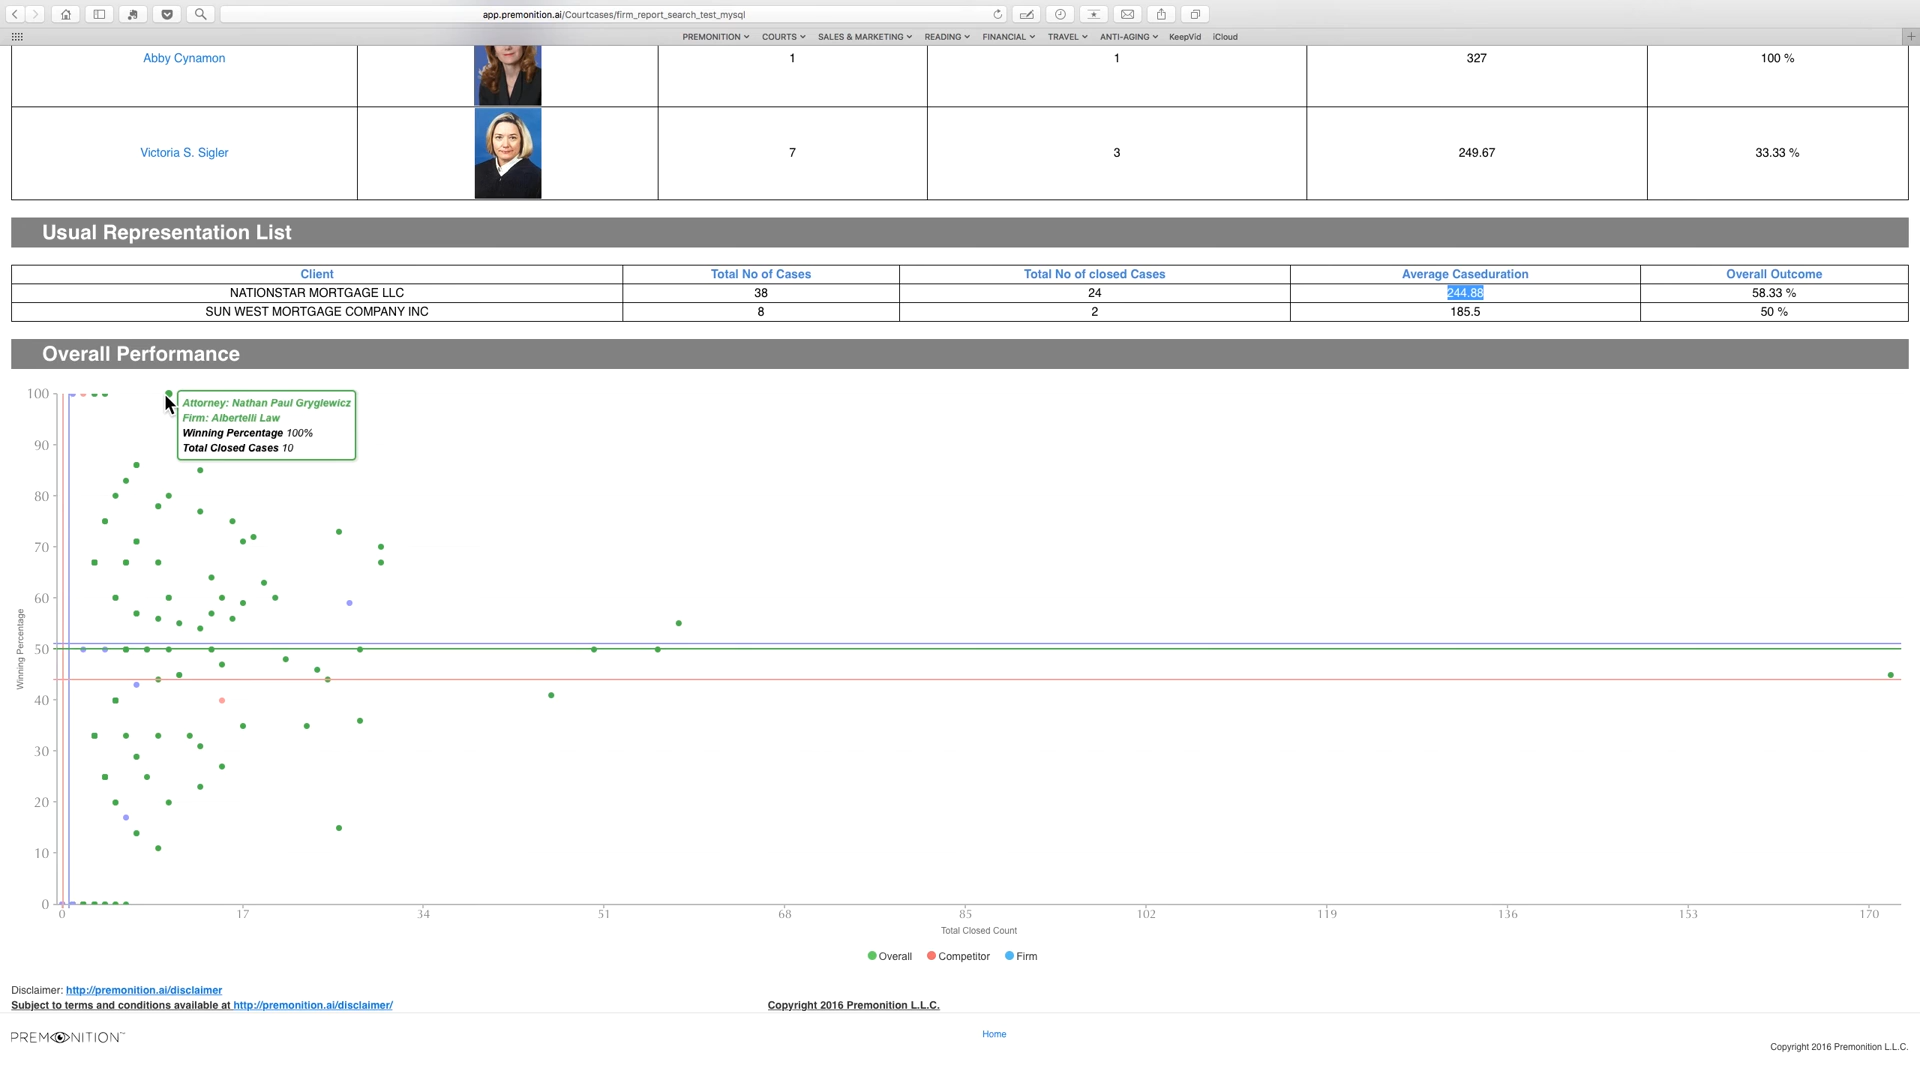 app.premonition.ai/Courtcases/firm_report_search_test_mysql
PREMONITION COURTS SALES & MARKETING READING FINANCIAL TRAVEL ANTI-AGING KeepVid iCloud
Abby Cynamon 1 1 327 100 %
Victoria S. Sigler 7 3 249.67 33.33 %
Usual Representation List
Client Total No of Cases Total No of closed Cases Average Caseduration Overall Outcome
NATIONSTAR MORTGAGE LLC 38 24 244.88 58.33 %
SUN WEST MORTGAGE COMPANY INC 8 2 185.5 50 %
Overall Performance
100
Attorney: Nathan Paul Gryglewicz
Firm: Albertelli Law
Winning Percentage 100%
Total Closed Cases 10
90
80
70
60
50
40
30
20
10
0
Winning Percentage
0 17 34 51 68 85 102 119 136 153 170
Total Closed Count
Overall Competitor Firm
Disclaimer: http://premonition.ai/disclaimer
Subject to terms and conditions available at http://premonition.ai/disclaimer/ Copyright 2016 Premonition L.L.C.
PREMONITION Home
Copyright 2016 Premonition L.L.C.